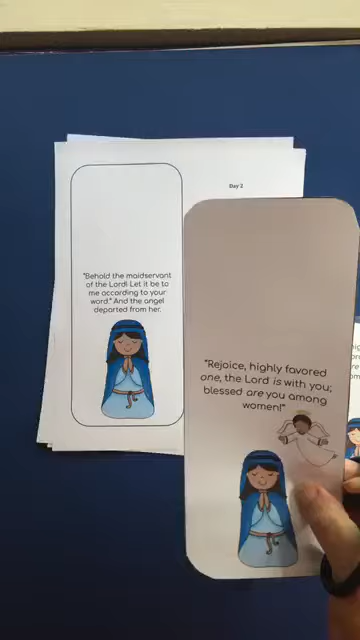 Day 2
"Behold the maidservant
of the Lord! Let it be to
me according to your
word." And the angel
departed from her.
"Rejoice, highly favored
one, the Lord is with you;
blessed are you among
women!"